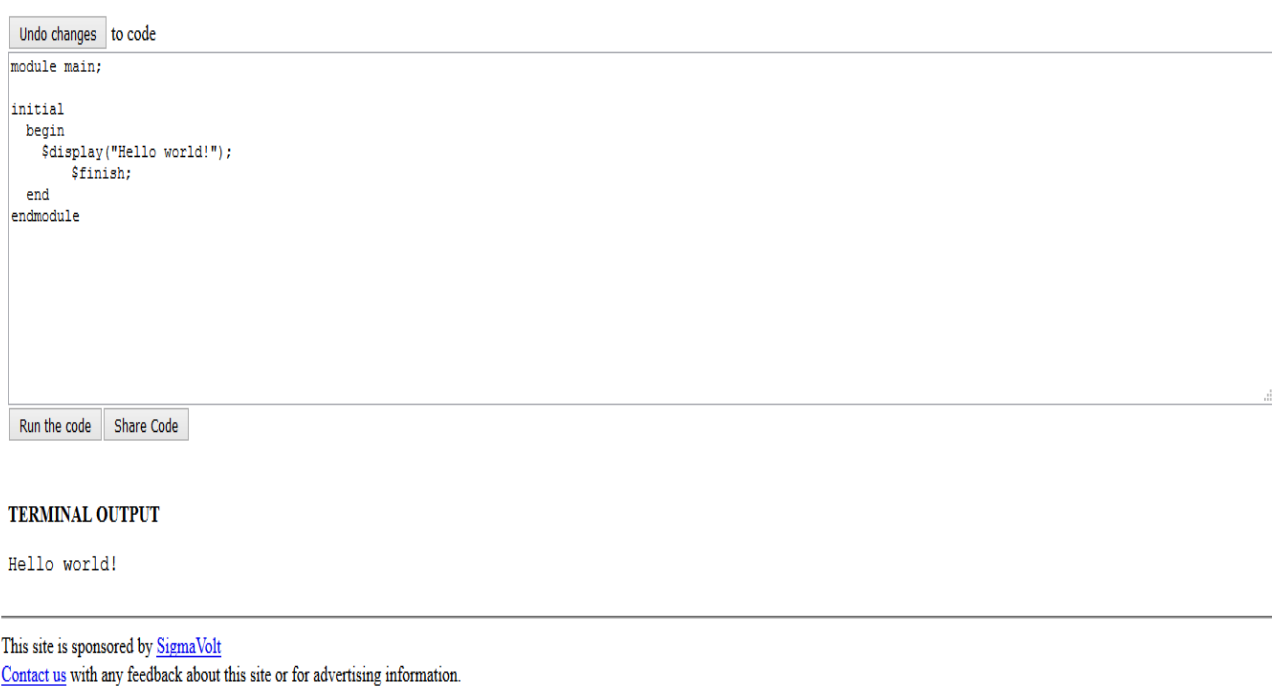 Undo changes to code
module main;
initial
  begin
    $display("Hello world!");
        $finish;
  end
endmodule
Run the code Share Code
TERMINAL OUTPUT
Hello world!
This site is sponsored by SigmaVolt
Contact us with any feedback about this site or for advertising information.